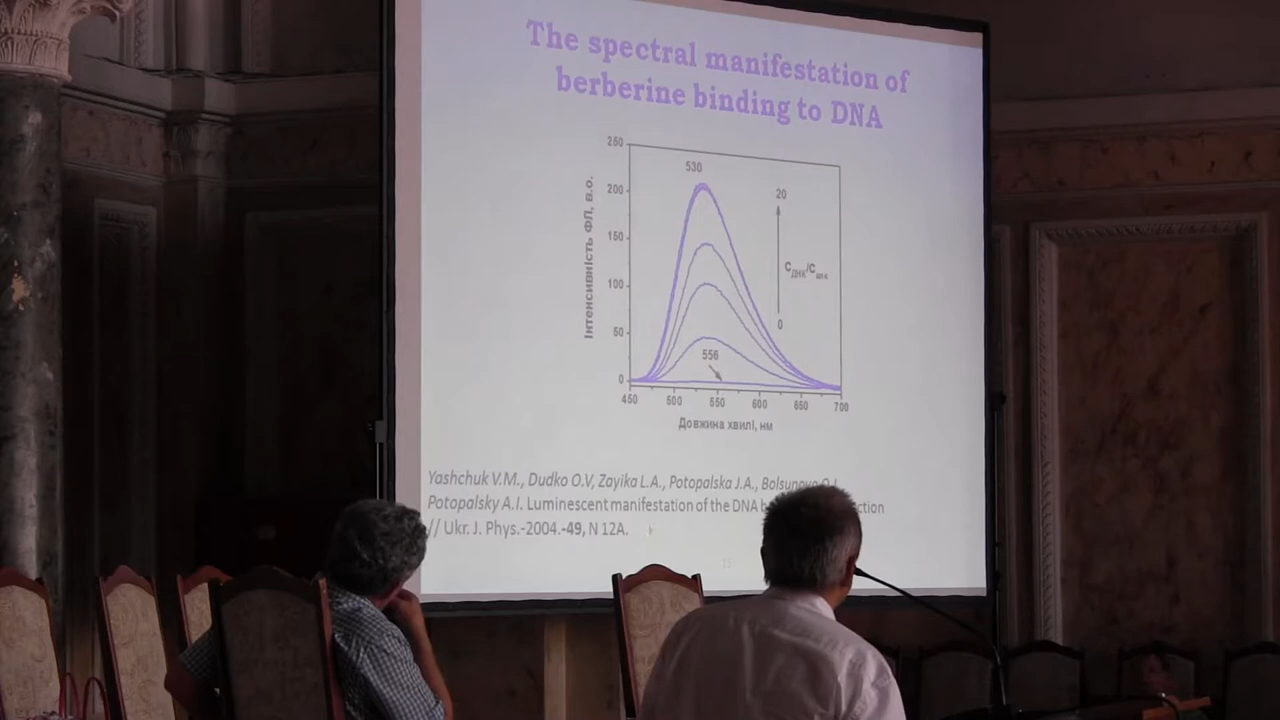 The spectral manifestation of
berberine binding to DNA
250
200
150
100
50
0
530
20
C ДНК/C
0
556
450 500 550 600 650 700
Інтенсивність ФЛ, в.о.
Довжина хвилі, нм
Yashchuk V.M., Dudko O.V, Zayika L.A., Potopalska J.A.,
Potopalsky A.I. Luminescent manifestation of the DNA
// Ukr. J. Phys.-2004.-49, N 12A.